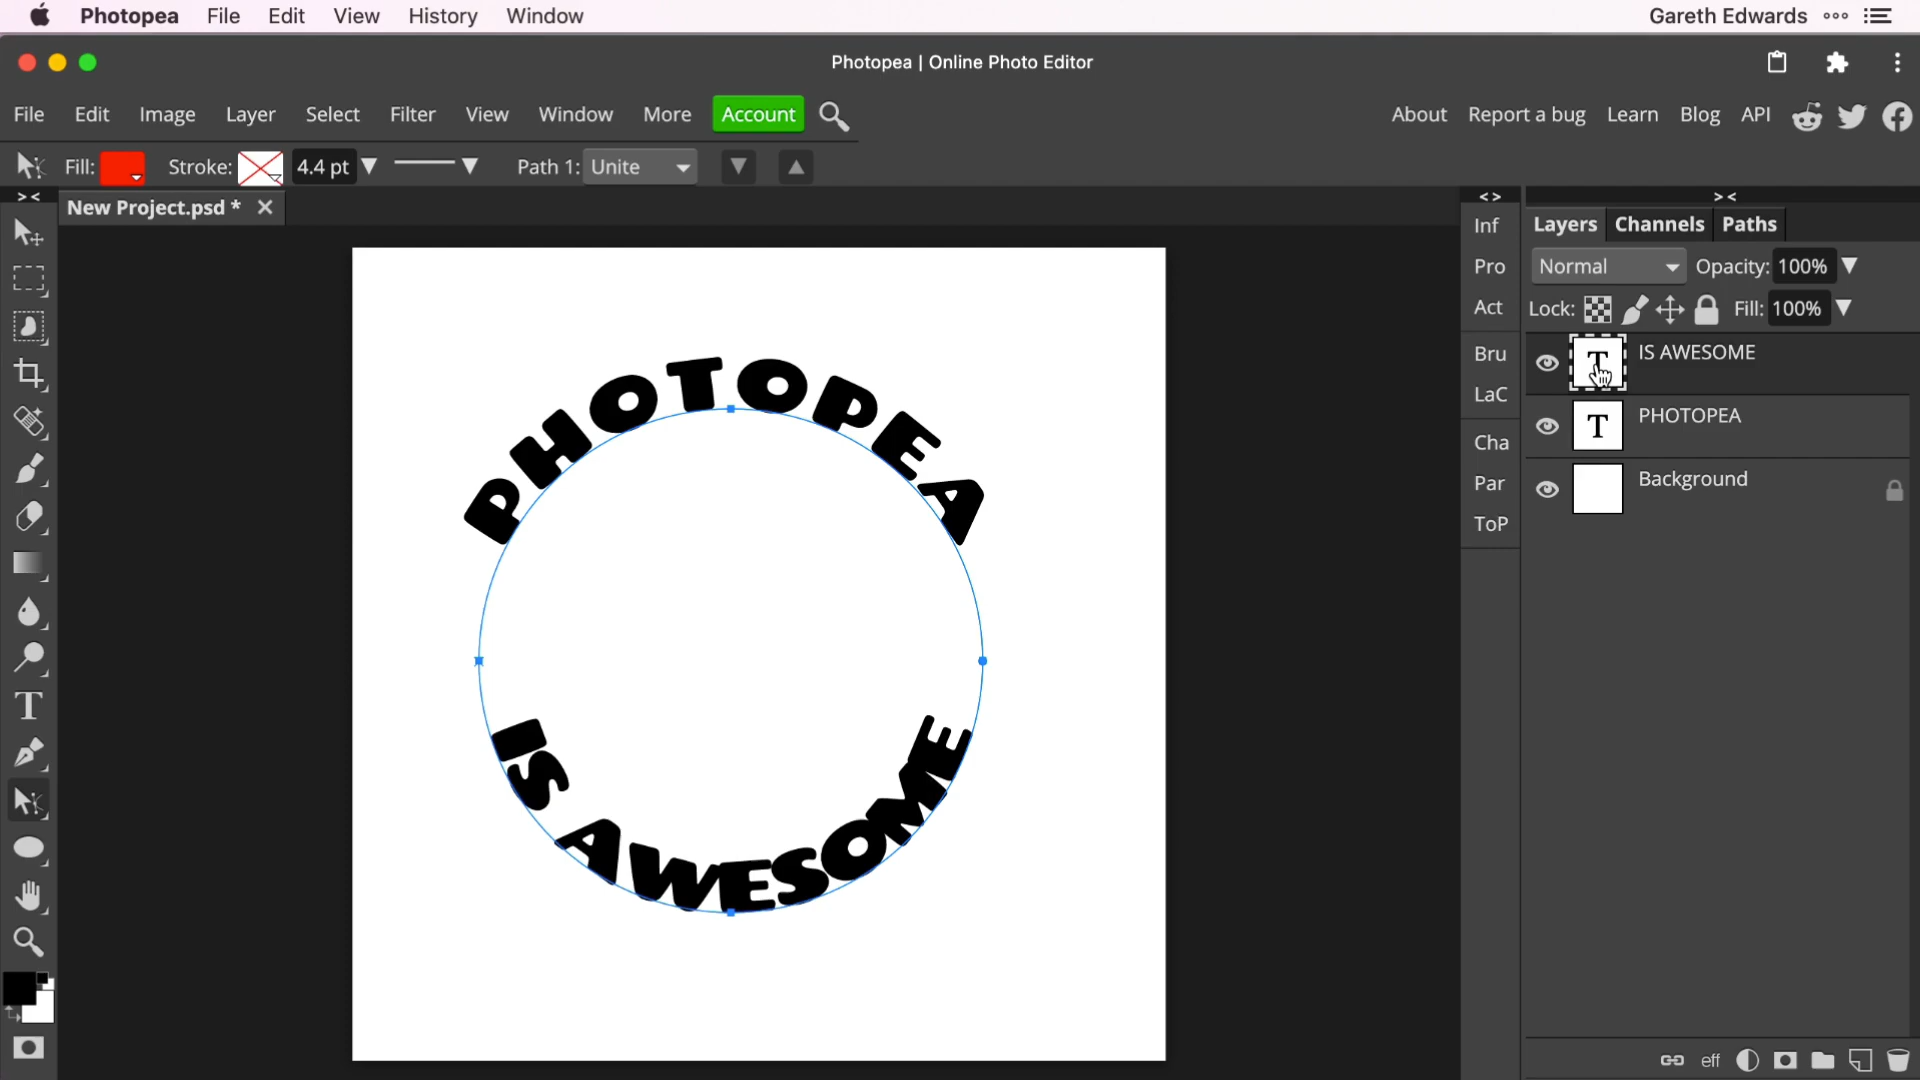 Photopea File Edit View History Window Gareth Edwards
Photopea | Online Photo Editor
File Edit Image Layer Select Filter View Window More Account About Report a bug Learn Blog API
Fill: Stroke: 4.4 pt Path 1: Unite
> < New Project.psd * < > > <
Inf
Pro
Act
Bru
LaC
Cha
Par
ToP
Layers Channels Paths
Normal Opacity: 100%
Lock: Fill: 100%
T IS AWESOME
T PHOTOPEA
Background
PHOTOPEA
IS AWESOME
T
eff